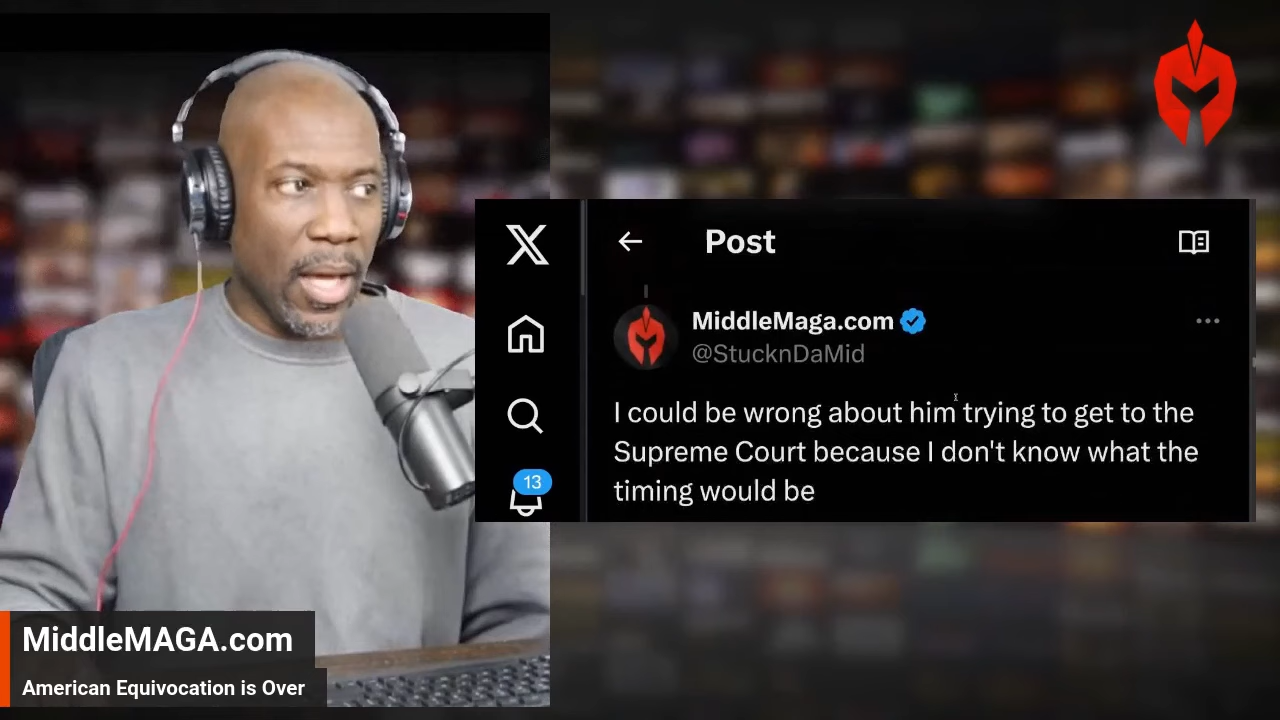 Post
MiddleMaga.com
@StucknDaMid
I could be wrong about him trying to get to the
Supreme Court because I don't know what the
timing would be
13
MiddleMAGA.com
American Equivocation is Over